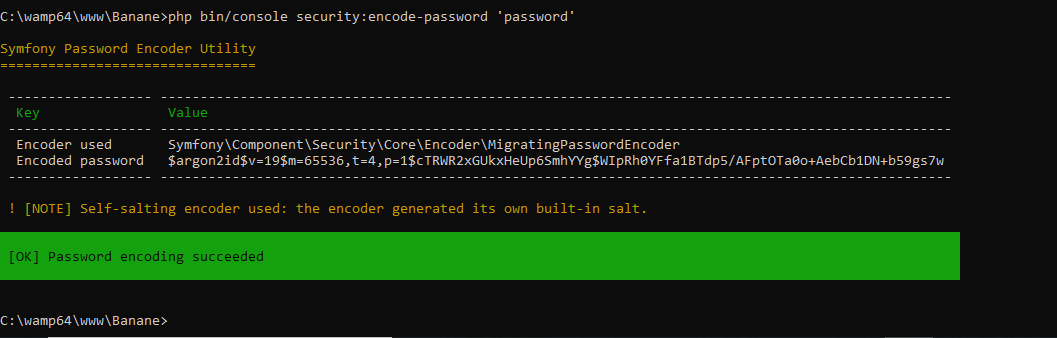 C:\wamp64\www\Banane>php bin/console security:encode-password 'password'
Symfony Password Encoder Utility
================================
------------------ ---------------------------------------------------------------------------------------------------
Key Value
------------------ ---------------------------------------------------------------------------------------------------
Encoder used Symfony\Component\Security\Core\Encoder\MigratingPasswordEncoder
Encoded password $argon2id$v=19$m=65536,t=4,p=1$cTRWR2xGUkxHeUp6SmhYYg$WIpRh0YFfa1BTdp5/AFptOTa0o+AebCb1DN+b59gs7w
------------------ ---------------------------------------------------------------------------------------------------
! [NOTE] Self-salting encoder used: the encoder generated its own built-in salt.
[OK] Password encoding succeeded
C:\wamp64\www\Banane>